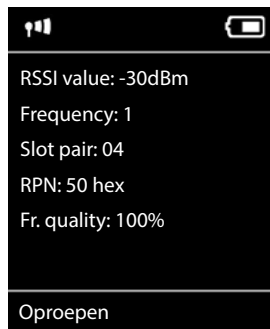 RSSI value: -30dBm
Frequency: 1
Slot pair: 04
RPN: 50 hex
Fr. quality: 100%
Oproepen